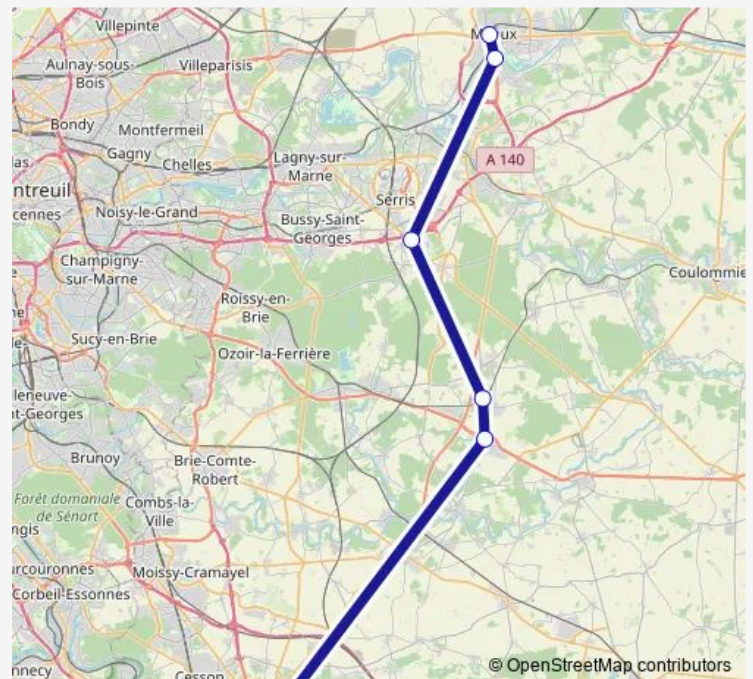 Villepinte
Aulnay-sous-
Bois
Villeparisis
Bondy
Montfermeil
Gagny
Chelles
Lagny-sur-
Marne
A 140
ntreuil
cennes
Noisy-le-Grand
Serris
Bussy-Saint-
Georges
Champigny-
sur-Marne
Coulommie
Roissy-en-
Brie
Sucy-en-Brie
Ozoir-la-Ferrière
leneuve-
nt-Georges
Brunoy
Brie-Comte-
Robert
Forêt domaniale
de Sénart
Combs-la-
Ville
ngis
urcouronnes
Moissy-Cramayel
Corbeil-Essonnes
nnecy
Cesson
© OpenStreetMap contributors